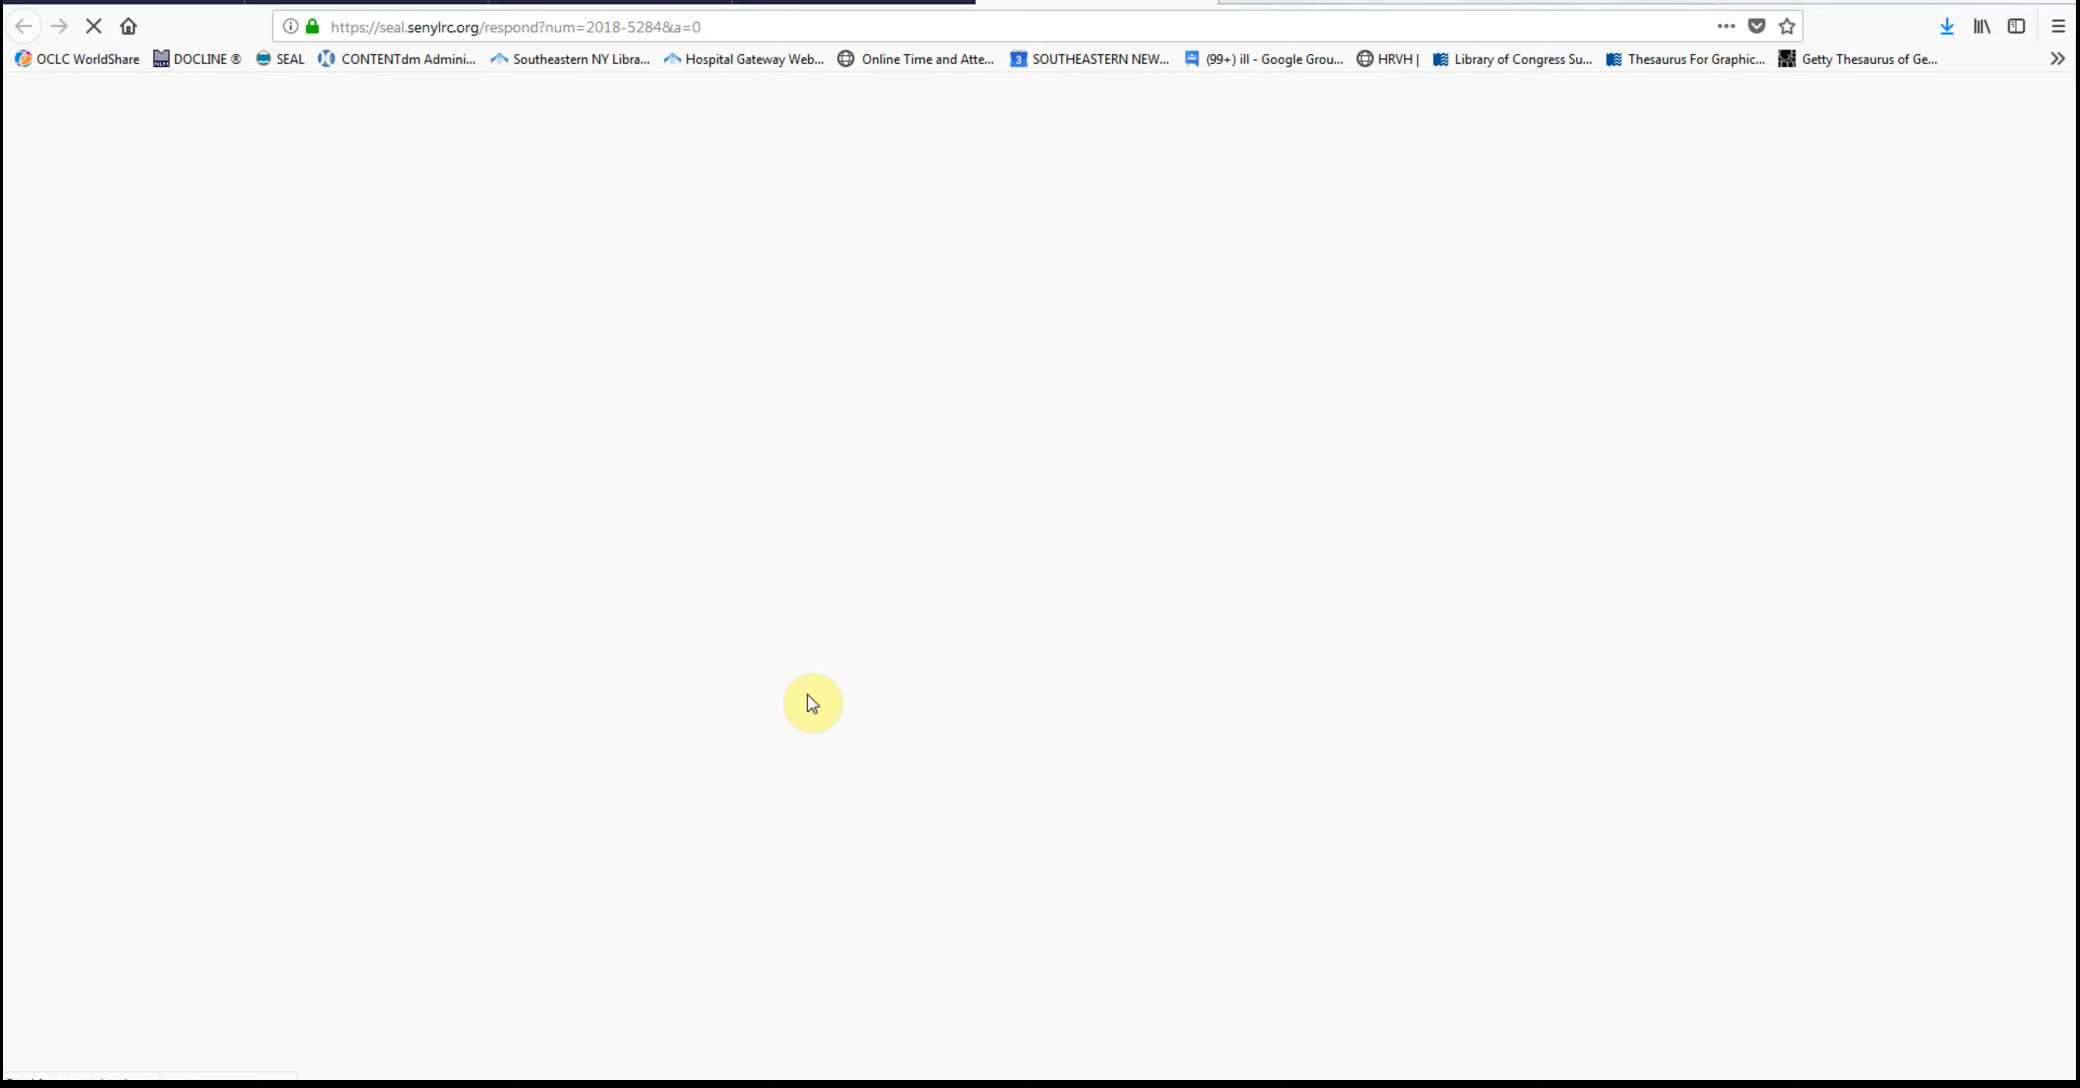 https://seal.senylrc.org/respond?num=2018-5284&a=0
OCLC WorldShare DOCLINE ® SEAL CONTENTdm Admini... Southeastern NY Libra... Hospital Gateway Web... Online Time and Atte... 3 SOUTHEASTERN NEW... (99+) ill - Google Grou... HRVH | Library of Congress Su... Thesaurus For Graphic... Getty Thesaurus of Ge...